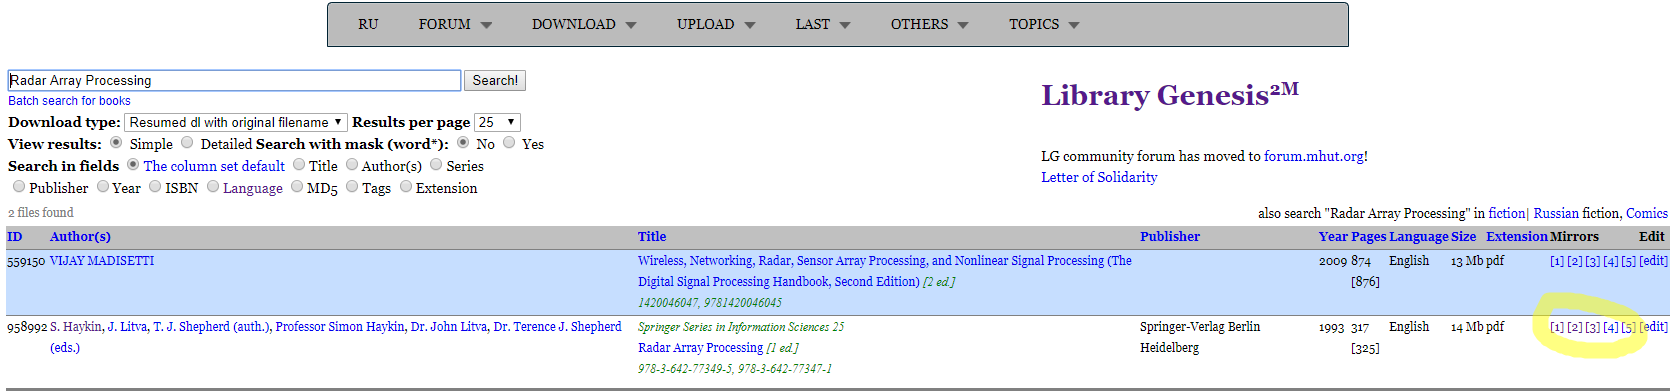 RU FORUM DOWNLOAD UPLOAD LAST OTHERS TOPICS
Radar Array Processing Search!
Batch search for books
Download type: Resumed dl with original filename Results per page 25
View results: Simple Detailed Search with mask (word*): No Yes
Search in fields The column set default Title Author(s) Series
Publisher Year ISBN Language MD5 Tags Extension
Library Genesis2M
LG community forum has moved to forum.mhut.org!
Letter of Solidarity
2 files found
also search "Radar Array Processing" in fiction| Russian fiction, Comics
ID Author(s) Title Publisher Year Pages Language Size Extension Mirrors Edit
559150 VIJAY MADISETTI Wireless, Networking, Radar, Sensor Array Processing, and Nonlinear Signal Processing (The 2009 874 English 13 Mb pdf [1] [2] [3] [4] [5] [edit]
Digital Signal Processing Handbook, Second Edition) [2 ed.] [876]
1420046047, 9781420046045
958992 S. Haykin, J. Litva, T. J. Shepherd (auth.), Professor Simon Haykin, Dr. John Litva, Dr. Terence J. Shepherd Springer Series in Information Sciences 25 Springer-Verlag Berlin 1993 317 English 14 Mb pdf [1] [2] [3] [4] [5] [edit]
(eds.) Radar Array Processing [1 ed.] Heidelberg [325]
978-3-642-77349-5, 978-3-642-77347-1